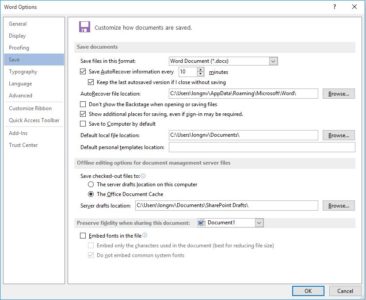 Word Options
General
Display
Proofing
Save
Typography
Language
Advanced
Customize Ribbon
Quick Access Toolbar
Add-Ins
Trust Center
Customize how documents are saved.
Save documents
Save files in this format: Word Document (*.docx)
Save AutoRecover information every 10 minutes
Keep the last autosaved version if I close without saving
AutoRecover file location: C:\Users\longnv\AppData\Roaming\Microsoft\Word\ Browse...
Don't show the Backstage when opening or saving files
Show additional places for saving, even if sign-in may be required.
Save to Computer by default
Default local file location: C:\Users\longnv\Documents\ Browse...
Default personal templates location:
Offline editing options for document management server files
Save checked-out files to:
The server drafts location on this computer
The Office Document Cache
Server drafts location: C:\Users\longnv\Documents\SharePoint Drafts\ Browse...
Preserve fidelity when sharing this document: Document1
Embed fonts in the file
Embed only the characters used in the document (best for reducing file size)
Do not embed common system fonts
OK Cancel